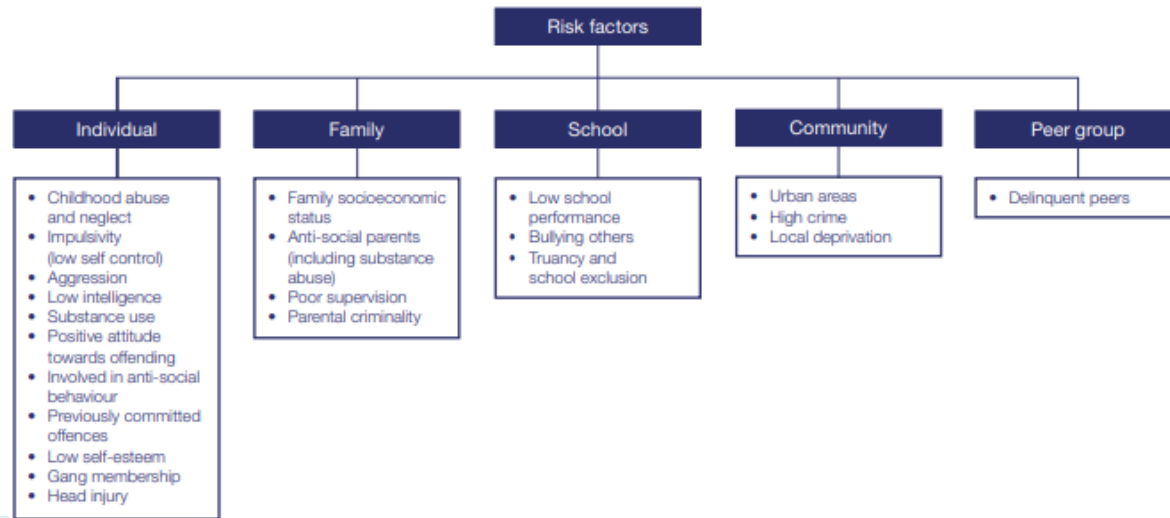 Risk factors
Individual
Family
School
Community
Peer group
• Childhood abuse
and neglect
• Impulsivity
(low self control)
• Aggression
• Low intelligence
• Substance use
• Positive attitude
towards offending
• Involved in anti-social
behaviour
• Previously committed
offences
• Low self-esteem
• Gang membership
• Head injury
• Family socioeconomic
status
• Anti-social parents
(including substance
abuse)
• Poor supervision
• Parental criminality
• Low school
performance
• Bullying others
• Truancy and
school exclusion
• Urban areas
• High crime
• Local deprivation
• Delinquent peers